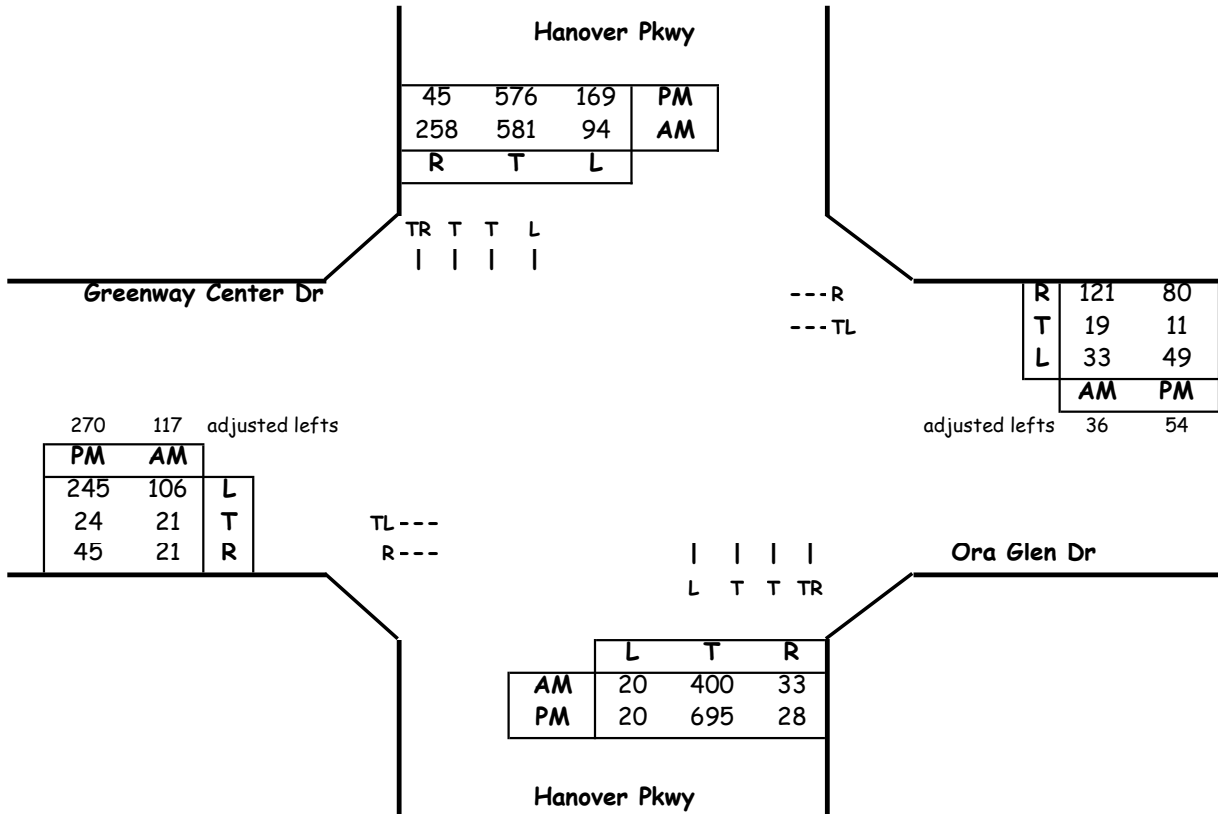 Hanover Pkwy
45 576 169 PM
258 581 94 AM
R T L
TR T T L
Greenway Center Dr
R
TL
R 121 80
T 19 11
L 33 49
AM PM
adjusted lefts 36 54
270 117 adjusted lefts
PM AM
245 106 L
24 21 T
45 21 R
TL
R
Ora Glen Dr
L T T TR
L T R
AM 20 400 33
PM 20 695 28
Hanover Pkwy